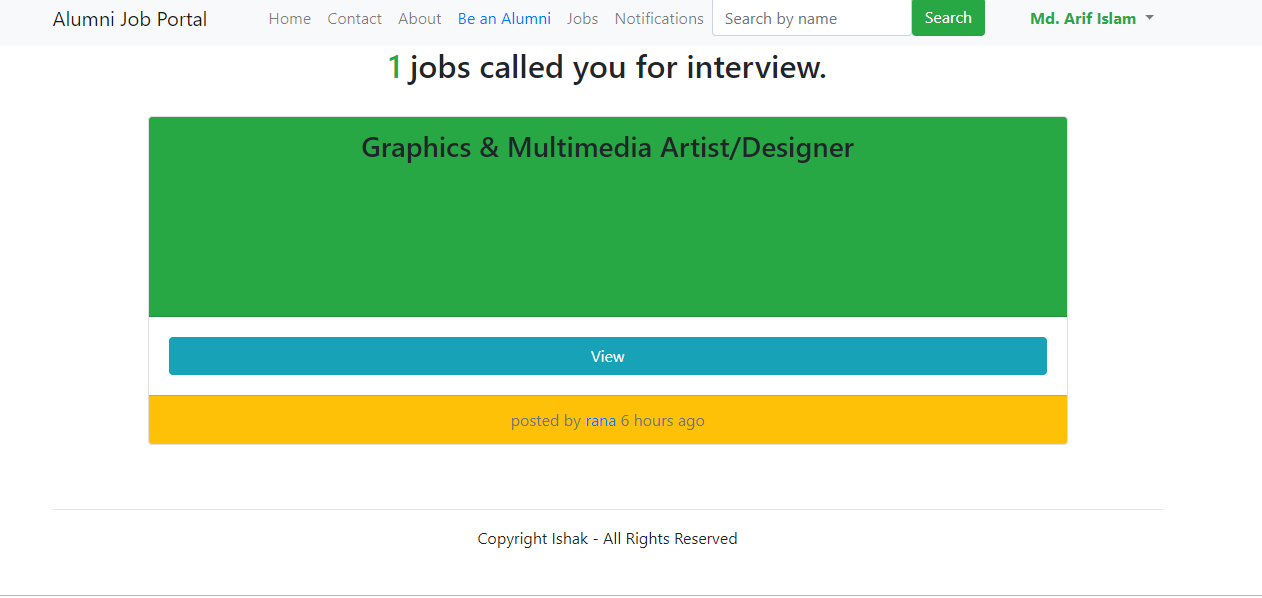 Alumni Job Portal Home Contact About Be an Alumni Jobs Notifications Search by name Search Md. Arif Islam
1 jobs called you for interview.
Graphics & Multimedia Artist/Designer
View
posted by rana 6 hours ago
Copyright Ishak - All Rights Reserved